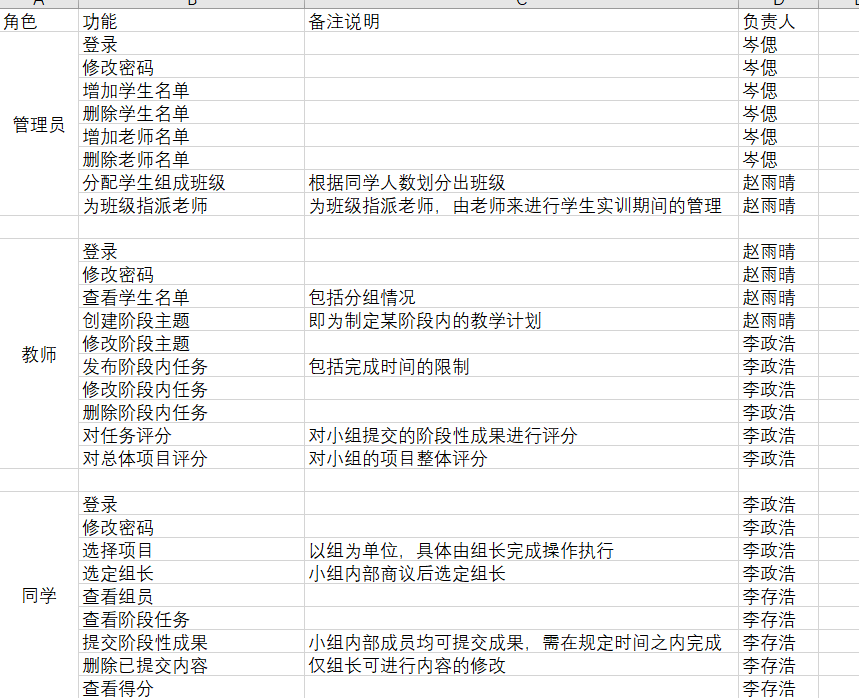 角色 功能 备注说明 负责人
登录 岑偲
修改密码 岑偲
增加学生名单 岑偲
删除学生名单 岑偲
管理员 增加老师名单 岑偲
删除老师名单 岑偲
分配学生组成班级 根据同学人数划分出班级 赵雨晴
为班级指派老师 为班级指派老师，由老师来进行学生实训期间的管理 赵雨晴
登录 赵雨晴
修改密码 赵雨晴
查看学生名单 包括分组情况 赵雨晴
创建阶段主题 即为制定某阶段内的教学计划 赵雨晴
修改阶段主题 李政浩
教师 发布阶段内任务 包括完成时间的限制 李政浩
修改阶段内任务 李政浩
删除阶段内任务 李政浩
对任务评分 对小组提交的阶段性成果进行评分 李政浩
对总体项目评分 对小组的项目整体评分 李政浩
登录 李政浩
修改密码 李政浩
选择项目 以组为单位，具体由组长完成操作执行 李政浩
选定组长 小组内部商议后选定组长 李政浩
同学 查看组员 李存浩
查看阶段任务 李存浩
提交阶段性成果 小组内部成员均可提交成果，需在规定时间之内完成 李存浩
删除已提交内容 仅组长可进行内容的修改 李存浩
查看得分 李存浩